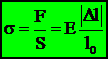 σ = F/S = E |Δl|/l₀